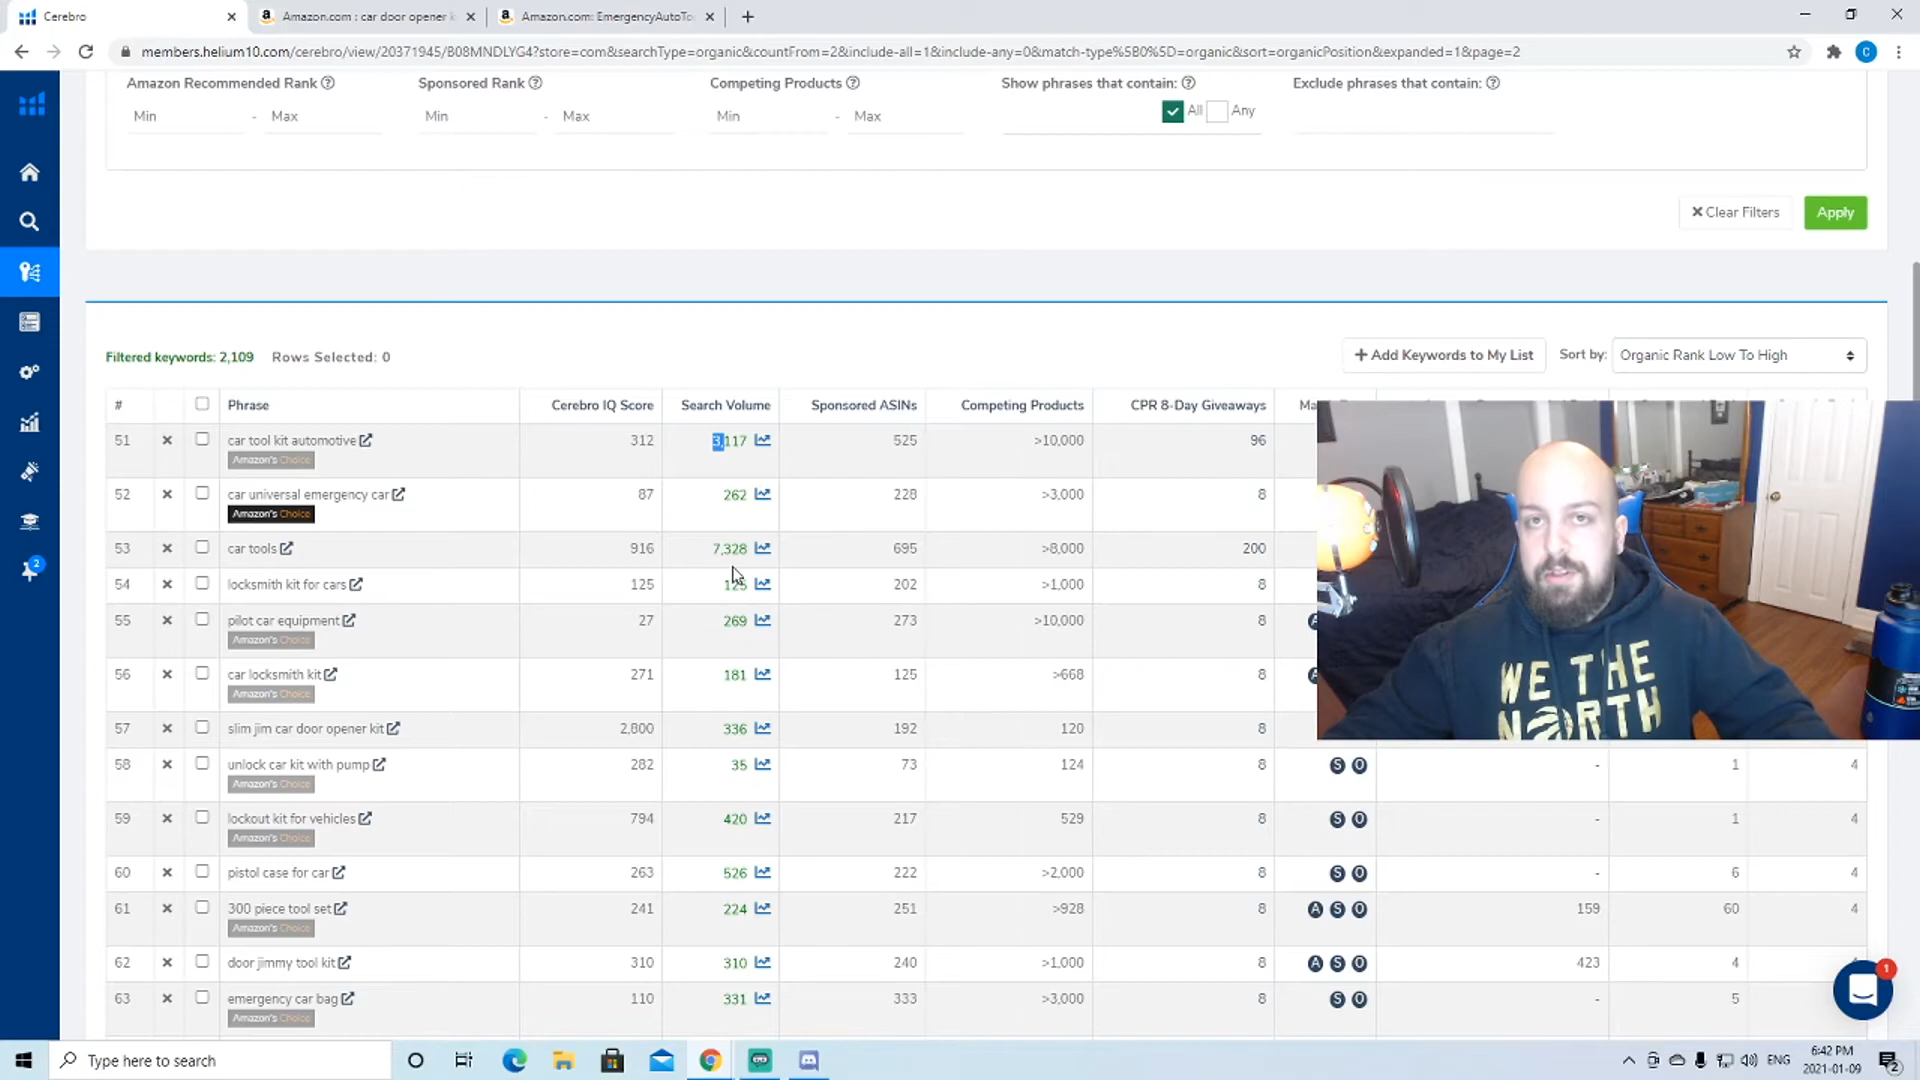 Cerebro
Amazon.com : car door opener k
Amazon.com: EmergencyAutoTo
members.helium10.com/cerebro/view/20371945/B08MNDLYG4?store=com&searchType=organic&countFrom=2&include-all=1&include-any=0&match-type%5B0%5D=organic&sort=organicPosition&expanded=1&page=2
C
Amazon Recommended Rank
Sponsored Rank
Competing Products
Show phrases that contain:
Exclude phrases that contain:
Min - Max
Min - Max
Min - Max
All
Any
Clear Filters
Apply
Filtered keywords: 2,109 Rows Selected: 0
+ Add Keywords to My List
Sort by: Organic Rank Low To High
# Phrase Cerebro IQ Score Search Volume Sponsored ASINs Competing Products CPR 8-Day Giveaways Ma
51 car tool kit automotive 312 3,117 525 >10,000 96
Amazon's Choice
52 car universal emergency car 87 262 228 >3,000 8
Amazon's Choice
53 car tools 916 7,328 695 >8,000 200
54 locksmith kit for cars 125 125 202 >1,000 8
55 pilot car equipment 27 269 273 >10,000 8
Amazon's Choice
56 car locksmith kit 271 181 125 >668 8
Amazon's Choice
57 slim jim car door opener kit 2,800 336 192 120 8
58 unlock car kit with pump 282 35 73 124 8 S O - 1 4
Amazon's Choice
59 lockout kit for vehicles 794 420 217 529 8 S O - 1 4
Amazon's Choice
60 pistol case for car 263 526 222 >2,000 8 S O - 6 4
61 300 piece tool set 241 224 251 >928 8 A S O 159 60 4
Amazon's Choice
62 door jimmy tool kit 310 310 240 >1,000 8 A S O 423 4
63 emergency car bag 110 331 333 >3,000 8 S O - 5
Amazon's Choice
WE THE
NORTH
2
1
Type here to search
ENG
6:42 PM
2021-01-09
2